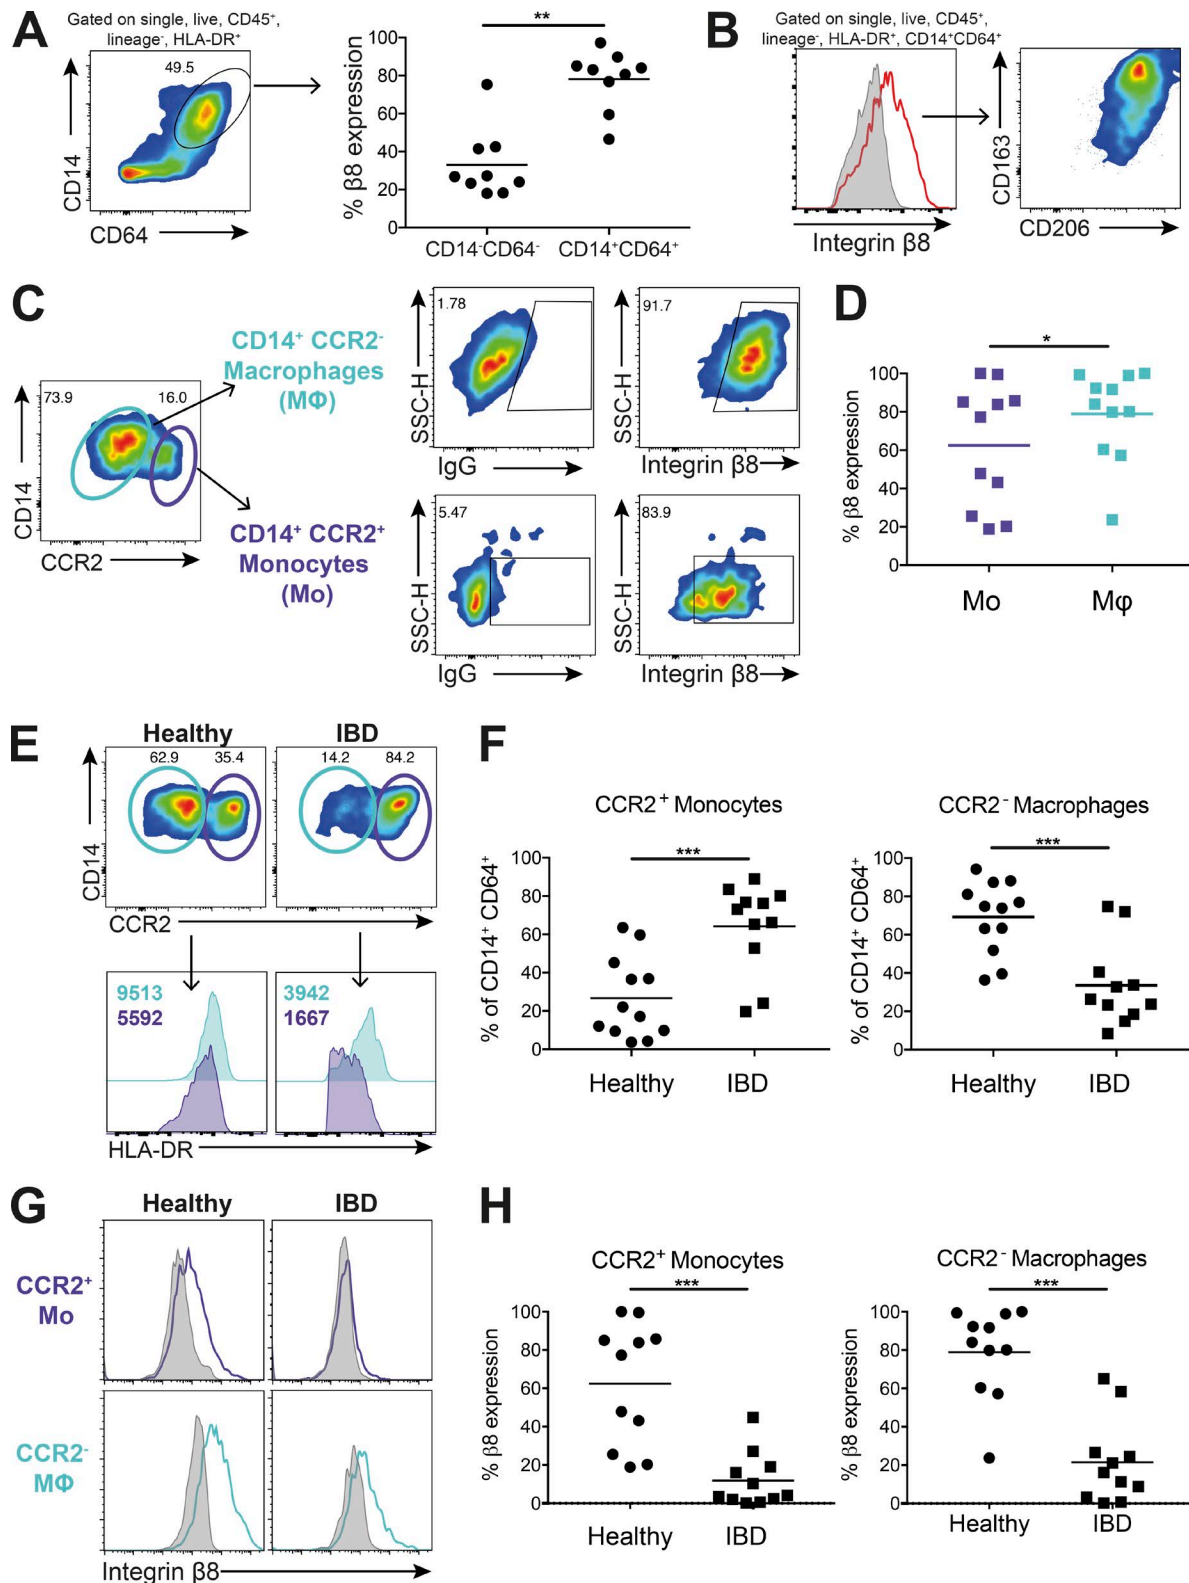 A
Gated on single, live, CD45⁺,
lineage⁻, HLA-DR⁺
49.5
CD14
CD64
**
% β8 expression
100
80
60
40
20
0
CD14⁻CD64⁻
CD14⁺CD64⁺
B
Gated on single, live, CD45⁺,
lineage⁻, HLA-DR⁺, CD14⁺CD64⁺
Integrin β8
CD163
CD206
C
73.9
16.0
CD14
CCR2
CD14⁺ CCR2⁻
Macrophages
(MΦ)
CD14⁺ CCR2⁺
Monocytes
(Mo)
1.78
SSC-H
IgG
91.7
SSC-H
Integrin β8
5.47
SSC-H
IgG
83.9
SSC-H
Integrin β8
D
*
% β8 expression
100
80
60
40
20
0
Mo
Mφ
E
Healthy
IBD
62.9
35.4
14.2
84.2
CD14
CCR2
9513
5592
3942
1667
HLA-DR
F
CCR2⁺ Monocytes
***
% of CD14⁺ CD64⁺
100
80
60
40
20
0
Healthy
IBD
CCR2⁻ Macrophages
***
% of CD14⁺ CD64⁺
100
80
60
40
20
0
Healthy
IBD
G
Healthy
IBD
CCR2⁺
Mo
CCR2⁻
MΦ
Integrin β8
H
CCR2⁺ Monocytes
***
% β8 expression
100
80
60
40
20
0
Healthy
IBD
CCR2⁻ Macrophages
***
% β8 expression
100
80
60
40
20
0
Healthy
IBD